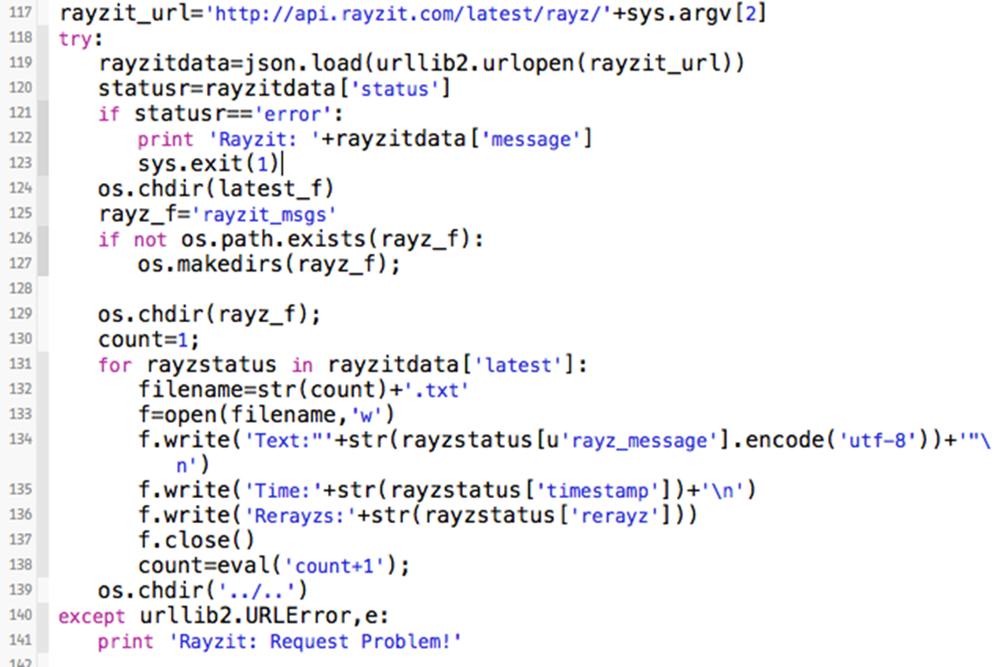 117 rayzit_url='http://api.rayzit.com/latest/rayz/'+sys.argv[2]
118 try:
119     rayzitdata=json.load(urllib2.urlopen(rayzit_url))
120     statusr=rayzitdata['status']
121     if statusr=='error':
122         print 'Rayzit: '+rayzitdata['message']
123         sys.exit(1)
124     os.chdir(latest_f)
125     rayz_f='rayzit_msgs'
126     if not os.path.exists(rayz_f):
127         os.makedirs(rayz_f);
128
129     os.chdir(rayz_f);
130     count=1;
131     for rayzstatus in rayzitdata['latest']:
132         filename=str(count)+'.txt'
133         f=open(filename,'w')
134         f.write('Text:"'+str(rayzstatus[u'rayz_message'].encode('utf-8'))+'"\
            n')
135         f.write('Time:'+str(rayzstatus['timestamp'])+'\n')
136         f.write('Rerayzs:'+str(rayzstatus['rerayz']))
137         f.close()
138         count=eval('count+1');
139     os.chdir('../..')
140 except urllib2.URLError,e:
141     print 'Rayzit: Request Problem!'
142